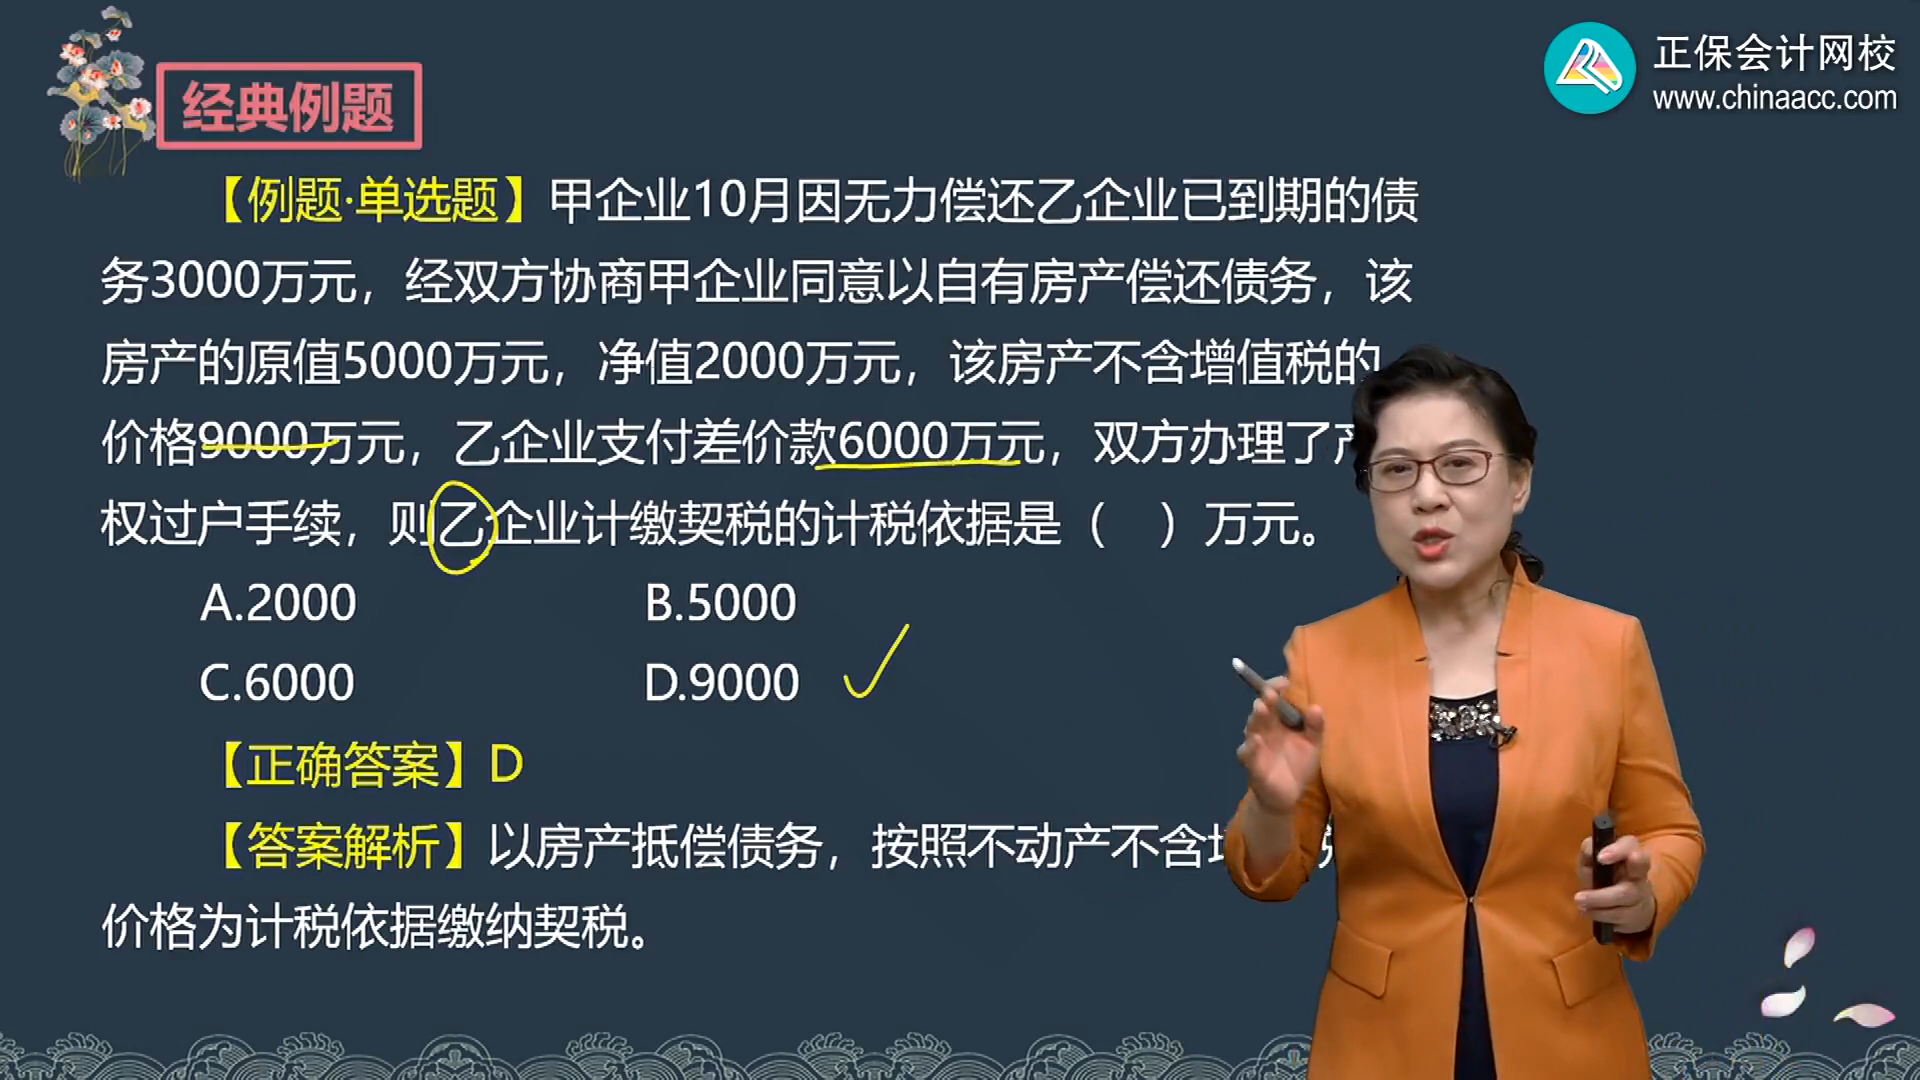 正保会计网校
www.chinaacc.com
经典例题
【例题·单选题】甲企业10月因无力偿还乙企业已到期的债
务3000万元，经双方协商甲企业同意以自有房产偿还债务，该
房产的原值5000万元，净值2000万元，该房产不含增值税的
价格9000万元，乙企业支付差价款6000万元，双方办理了产
权过户手续，则乙企业计缴契税的计税依据是（ ）万元。
A.2000 B.5000
C.6000 D.9000
【正确答案】D
【答案解析】以房产抵偿债务，按照不动产不含
价格为计税依据缴纳契税。